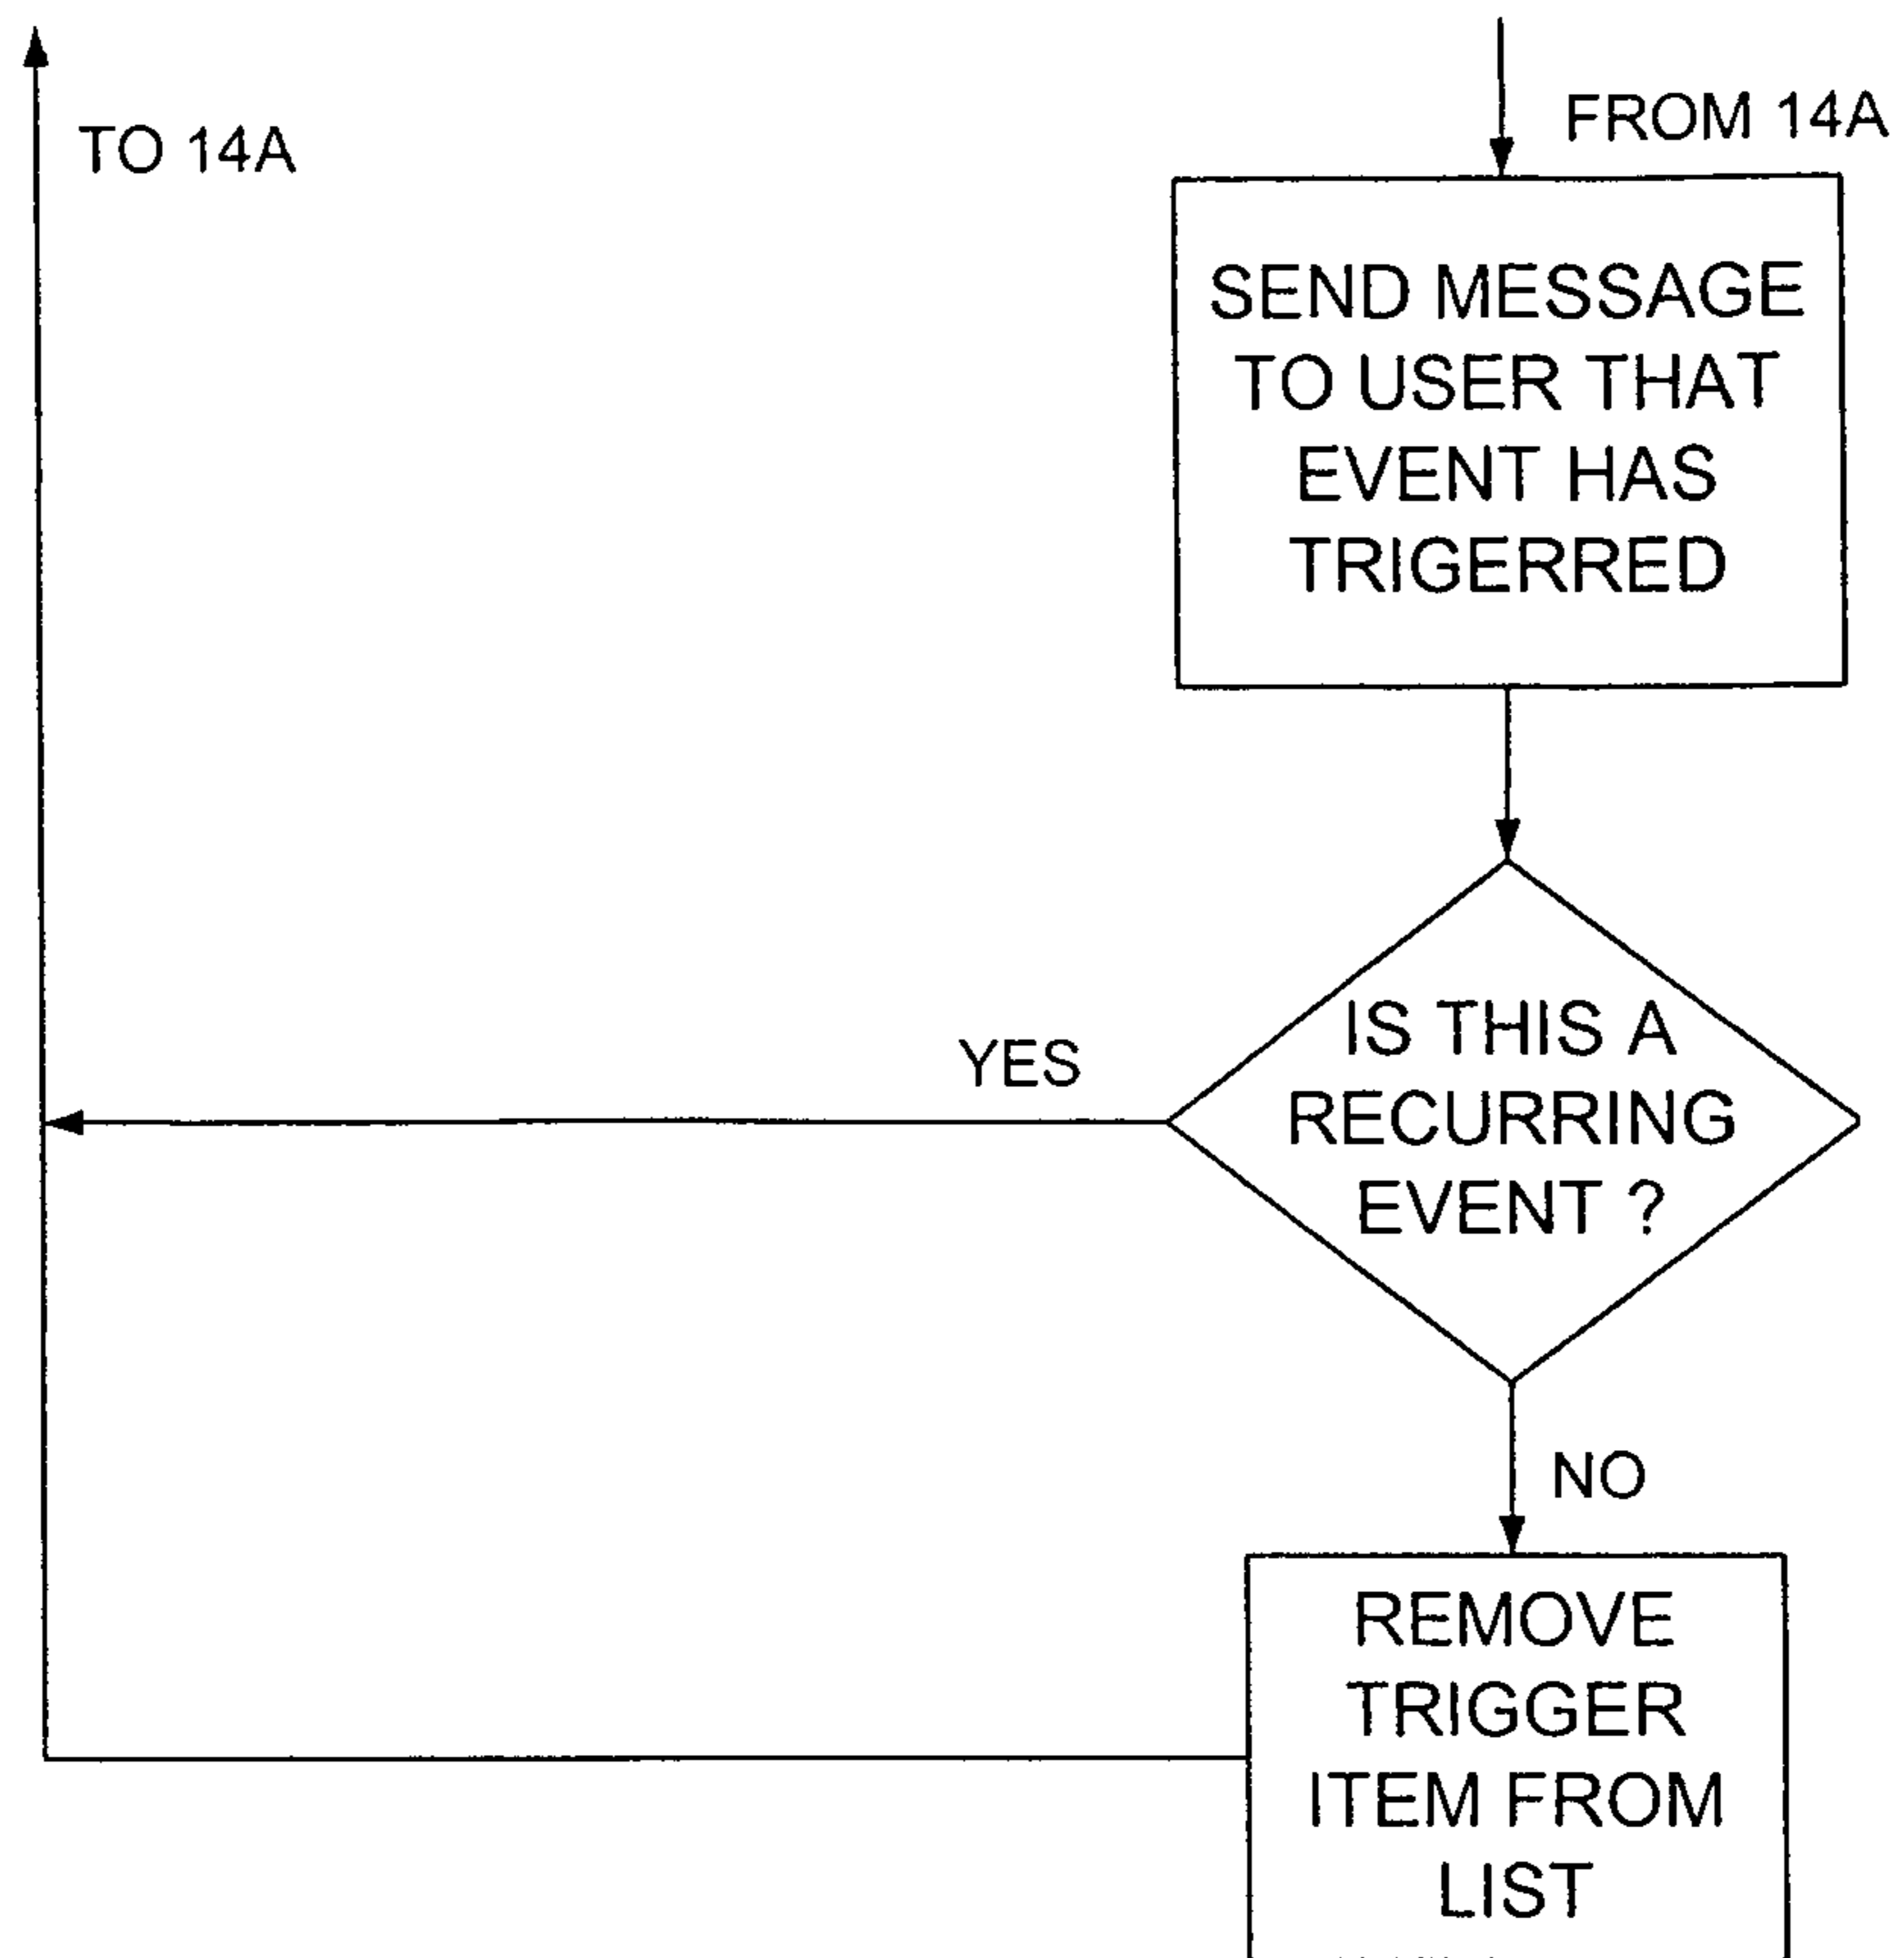 TO 14A
FROM 14A
SEND MESSAGE
TO USER THAT
EVENT HAS
TRIGERRED
IS THIS A
RECURRING
EVENT ?
YES
NO
REMOVE
TRIGGER
ITEM FROM
LIST